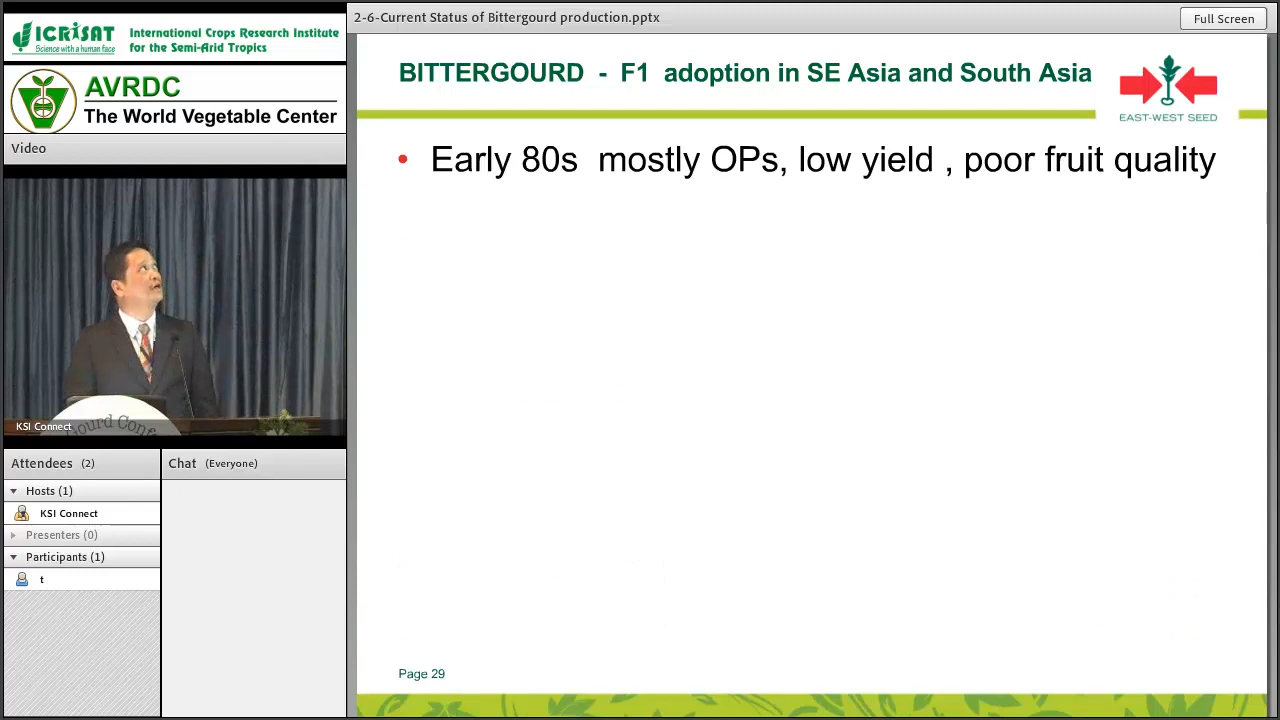 ICRISAT
Science with a human face
International Crops Research Institute
for the Semi-Arid Tropics
AVRDC
The World Vegetable Center
Video
KSI Connect
Gourd Conf
Attendees (2)
Hosts (1)
KSI Connect
Presenters (0)
Participants (1)
t
Chat (Everyone)
2-6-Current Status of Bittergourd production.pptx
Full Screen
BITTERGOURD - F1 adoption in SE Asia and South Asia
EAST-WEST SEED
• Early 80s mostly OPs, low yield , poor fruit quality
Page 29